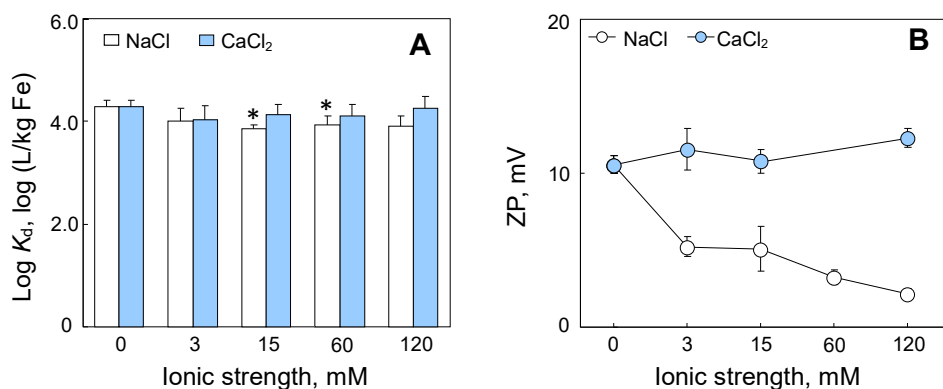 6.0
4.0
2.0
0
NaCl
CaCl₂
A
*
*
0
3
15
60
120
Ionic strength, mM
Log Kd, log (L/kg Fe)
20
10
0
NaCl
CaCl₂
B
0
3
15
60
120
Ionic strength, mM
ZP, mV